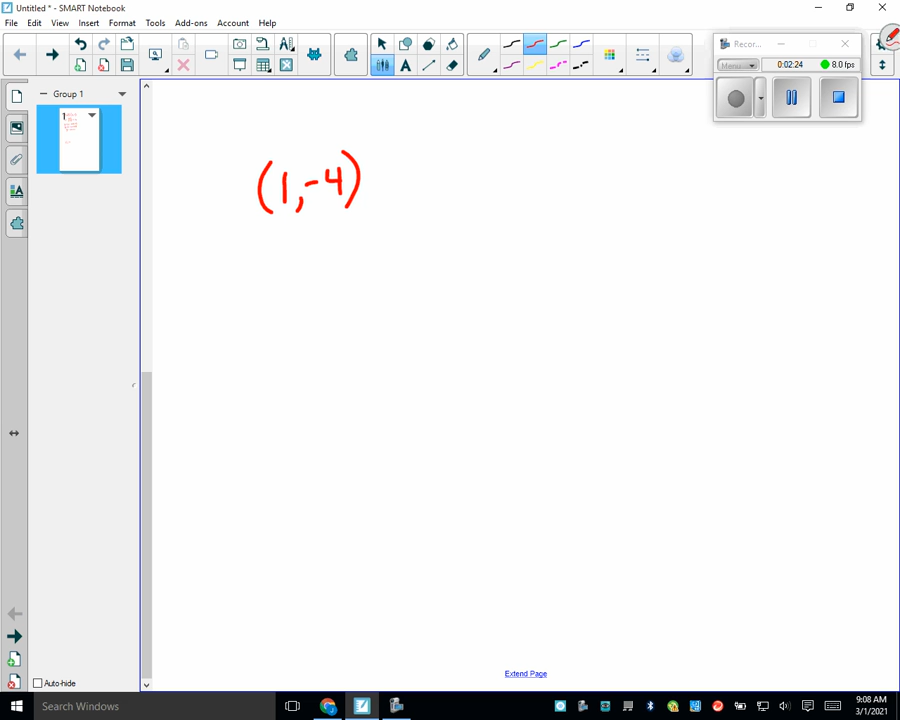 Untitled * - SMART Notebook
File Edit View Insert Format Tools Add-ons Account Help
Recor...
Menu
0:02:24
8.0 fps
Group 1
1
(1,-4)
Auto-hide
Extend Page
Search Windows
9:08 AM
3/1/2021